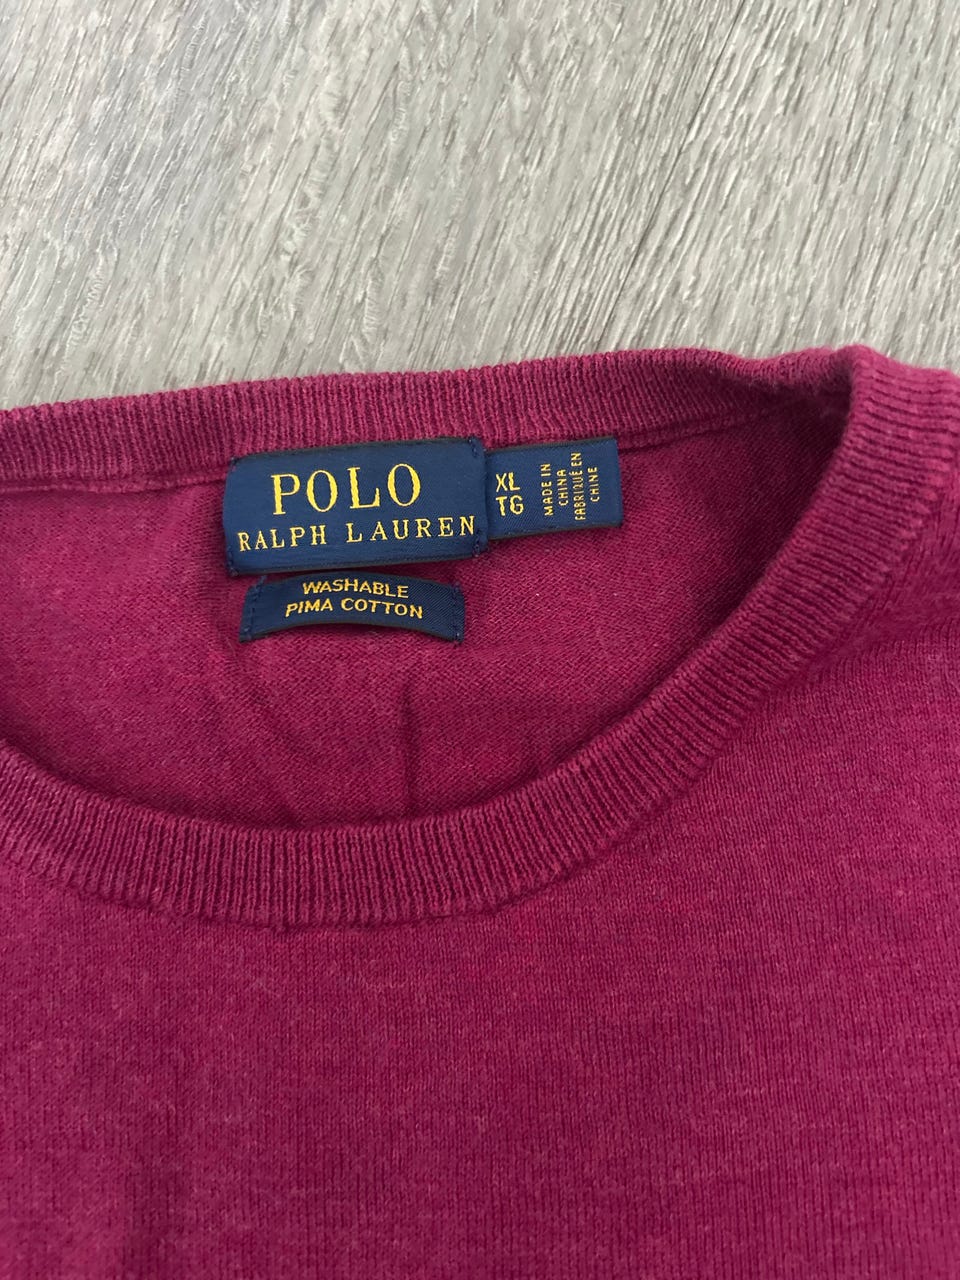 POLO
RALPH LAUREN
XL
TG
MADE IN
CHINA
FABRIQUÉ EN
CHINE
WASHABLE
PIMA COTTON